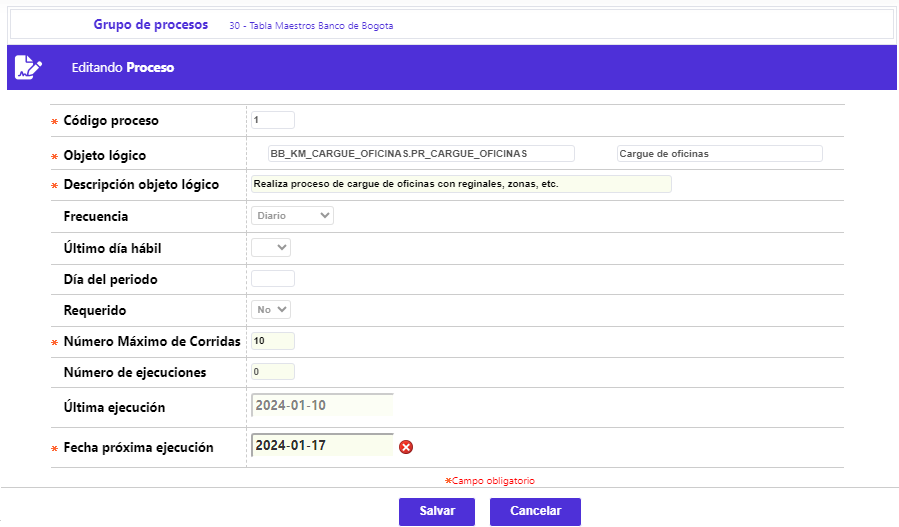 Grupo de procesos 30 - Tabla Maestros Banco de Bogota
Editando Proceso
* Código proceso 1
* Objeto lógico BB_KM_CARGUE_OFICINAS.PR_CARGUE_OFICINAS Cargue de oficinas
* Descripción objeto lógico Realiza proceso de cargue de oficinas con reginales, zonas, etc.
Frecuencia Diario
Último día hábil
Día del periodo
Requerido No
* Número Máximo de Corridas 10
Número de ejecuciones 0
Última ejecución 2024-01-10
* Fecha próxima ejecución 2024-01-17
*Campo obligatorio
Salvar Cancelar